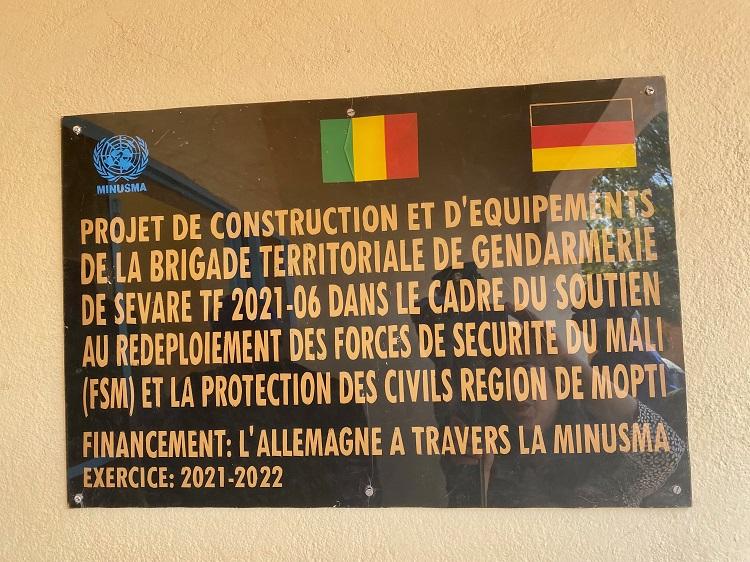 MINUSMA
PROJET DE CONSTRUCTION ET D'EQUIPEMENTS
DE LA BRIGADE TERRITORIALE DE GENDARMERIE
DE SEVARE TF 2021-06 DANS LE CADRE DU SOUTIEN
AU REDEPLOIEMENT DES FORCES DE SECURITE DU MALI
(FSM) ET LA PROTECTION DES CIVILS REGION DE MOPTI
FINANCEMENT: L'ALLEMAGNE A TRAVERS LA MINUSMA
EXERCICE: 2021-2022